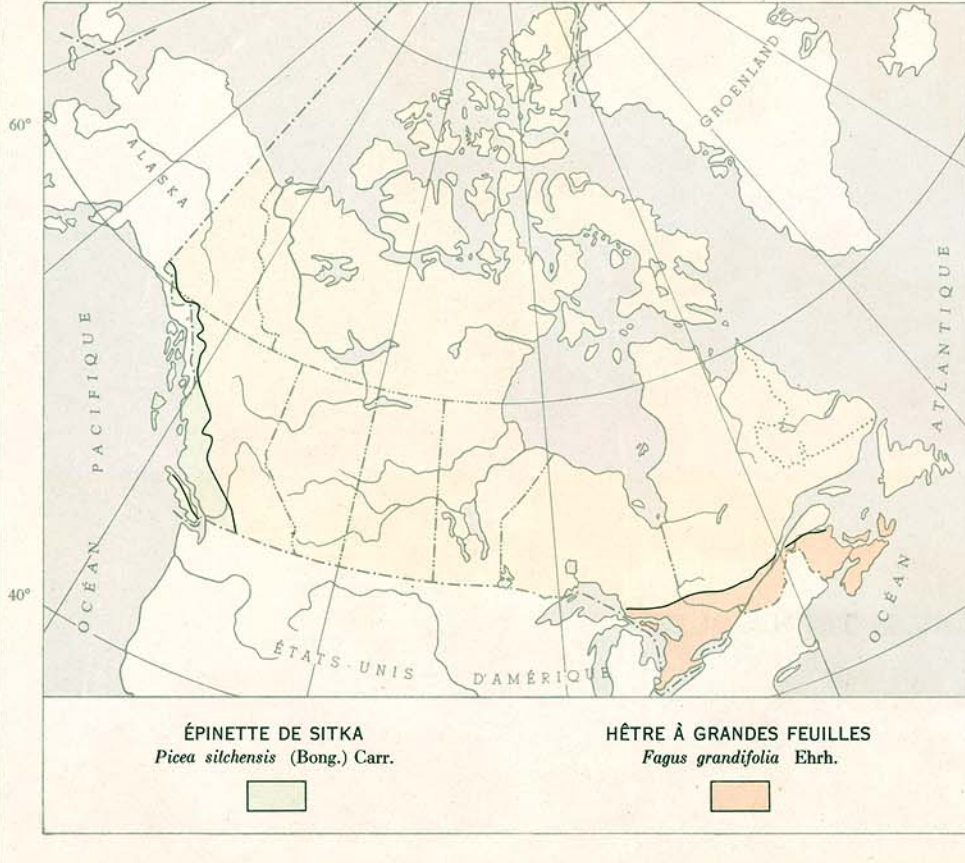 60°
ALASKA
GROENLAND
OCÉAN PACIFIQUE
OCÉAN ATLANTIQUE
40°
ÉTATS-UNIS D'AMÉRIQUE
ÉPINETTE DE SITKA
Picea sitchensis (Bong.) Carr.
HÊTRE À GRANDES FEUILLES
Fagus grandifolia Ehrh.